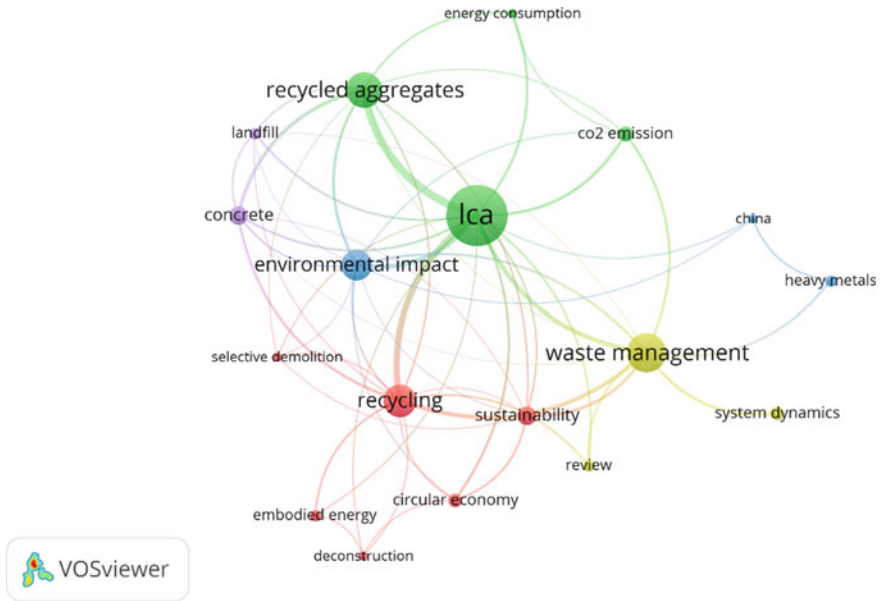 energy consumption
recycled aggregates
landfill
co2 emission
lca
concrete
china
environmental impact
heavy metals
selective demolition
waste management
recycling
sustainability
system dynamics
review
circular economy
embodied energy
deconstruction
VOSviewer